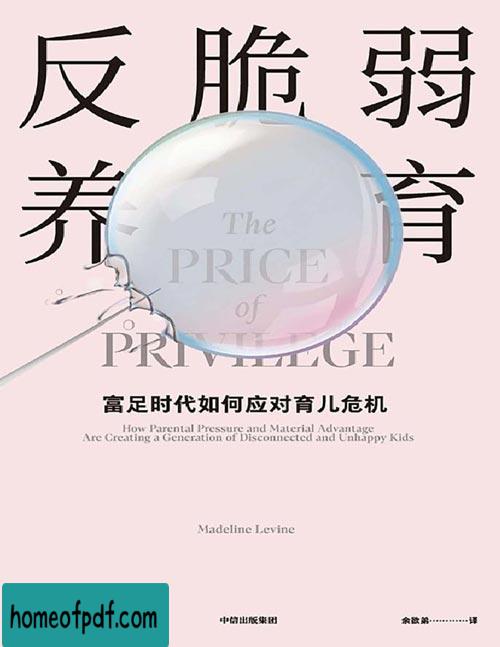 反脆弱
养育
The
PRICE
of
PRIVILEGE
富足时代如何应对育儿危机
How Parental Pressure and Material Advantage
Are Creating a Generation of Disconnected and Unhappy Kids
Madeline Levine
中信出版集团
余歆弟…………译
homeofpdf.com